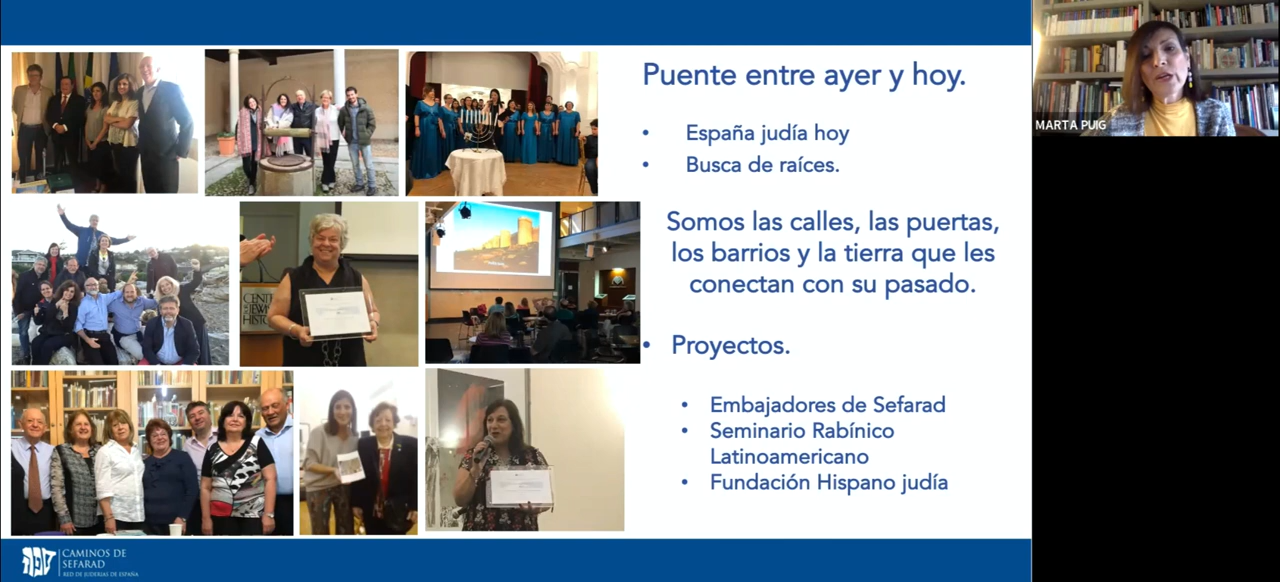 Puente entre ayer y hoy.
• España judía hoy
• Busca de raíces.
Somos las calles, las puertas,
los barrios y la tierra que les
conectan con su pasado.
• Proyectos.
• Embajadores de Sefarad
• Seminario Rabínico
Latinoamericano
• Fundación Hispano judía
MARTA PUIG
CAMINOS DE
SEFARAD
RED DE JUDERÍAS DE ESPAÑA